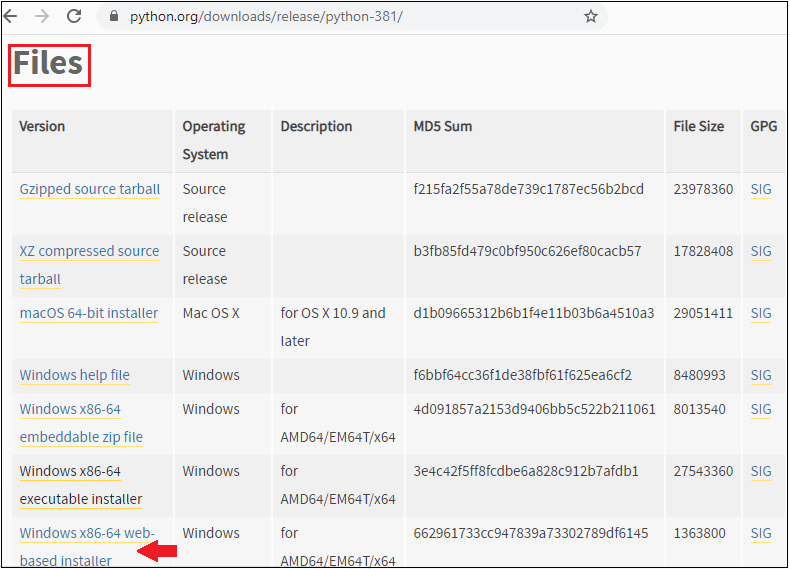 python.org/downloads/release/python-381/
Files
Version Operating System Description MD5 Sum File Size GPG
Gzipped source tarball Source release f215fa2f55a78de739c1787ec56b2bcd 23978360 SIG
XZ compressed source tarball Source release b3fb85fd479c0bf950c626ef80cacb57 17828408 SIG
macOS 64-bit installer Mac OS X for OS X 10.9 and later d1b09665312b6b1f4e11b03b6a4510a3 29051411 SIG
Windows help file Windows f6bbf64cc36f1de38fbf61f625ea6cf2 8480993 SIG
Windows x86-64 embeddable zip file Windows for AMD64/EM64T/x64 4d091857a2153d9406bb5c522b211061 8013540 SIG
Windows x86-64 executable installer Windows for AMD64/EM64T/x64 3e4c42f5ff8fcdbe6a828c912b7afdb1 27543360 SIG
Windows x86-64 web-based installer Windows for AMD64/EM64T/x64 662961733cc947839a73302789df6145 1363800 SIG